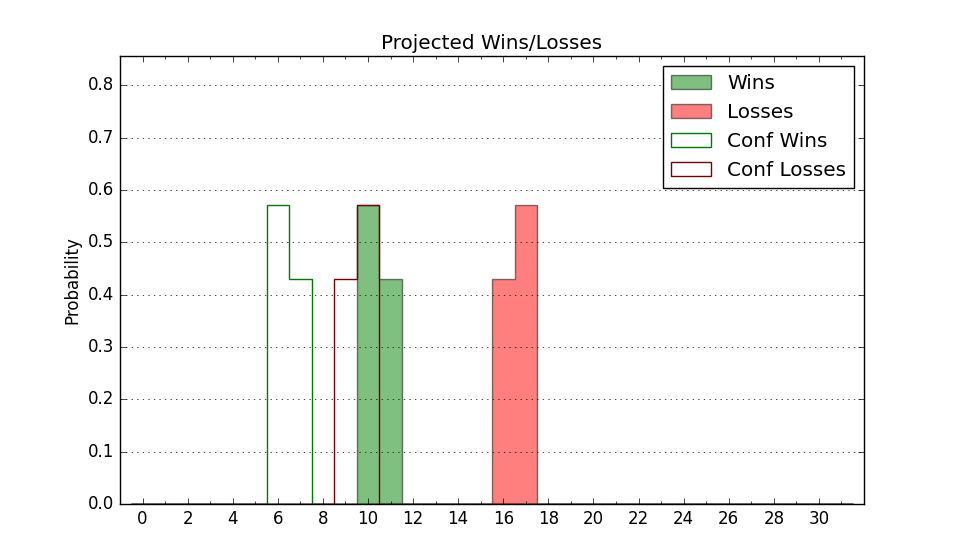 Projected Wins/Losses
Wins
Losses
Conf Wins
Conf Losses
Probability
0.8
0.7
0.6
0.5
0.4
0.3
0.2
0.1
0.0
0 2 4 6 8 10 12 14 16 18 20 22 24 26 28 30